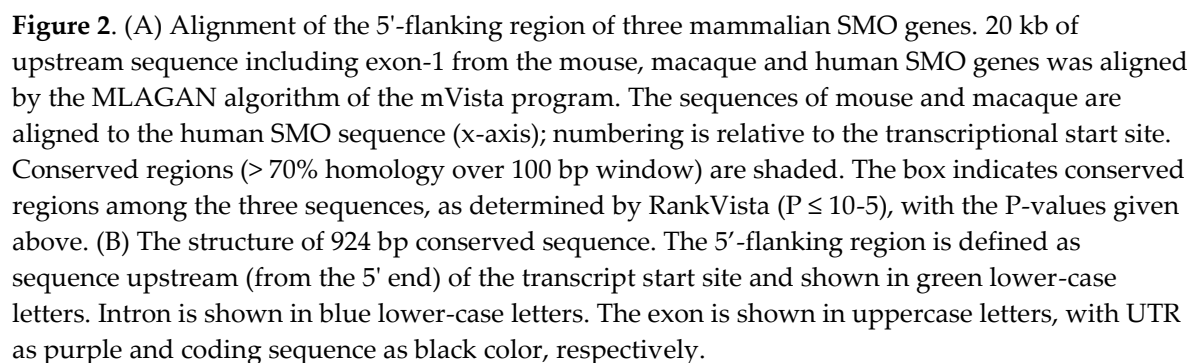 Figure 2. (A) Alignment of the 5'-flanking region of three mammalian SMO genes. 20 kb of
upstream sequence including exon-1 from the mouse, macaque and human SMO genes was aligned
by the MLAGAN algorithm of the mVista program. The sequences of mouse and macaque are
aligned to the human SMO sequence (x-axis); numbering is relative to the transcriptional start site.
Conserved regions (> 70% homology over 100 bp window) are shaded. The box indicates conserved
regions among the three sequences, as determined by RankVista (P ≤ 10-5), with the P-values given
above. (B) The structure of 924 bp conserved sequence. The 5′-flanking region is defined as
sequence upstream (from the 5' end) of the transcript start site and shown in green lower-case
letters. Intron is shown in blue lower-case letters. The exon is shown in uppercase letters, with UTR
as purple and coding sequence as black color, respectively.